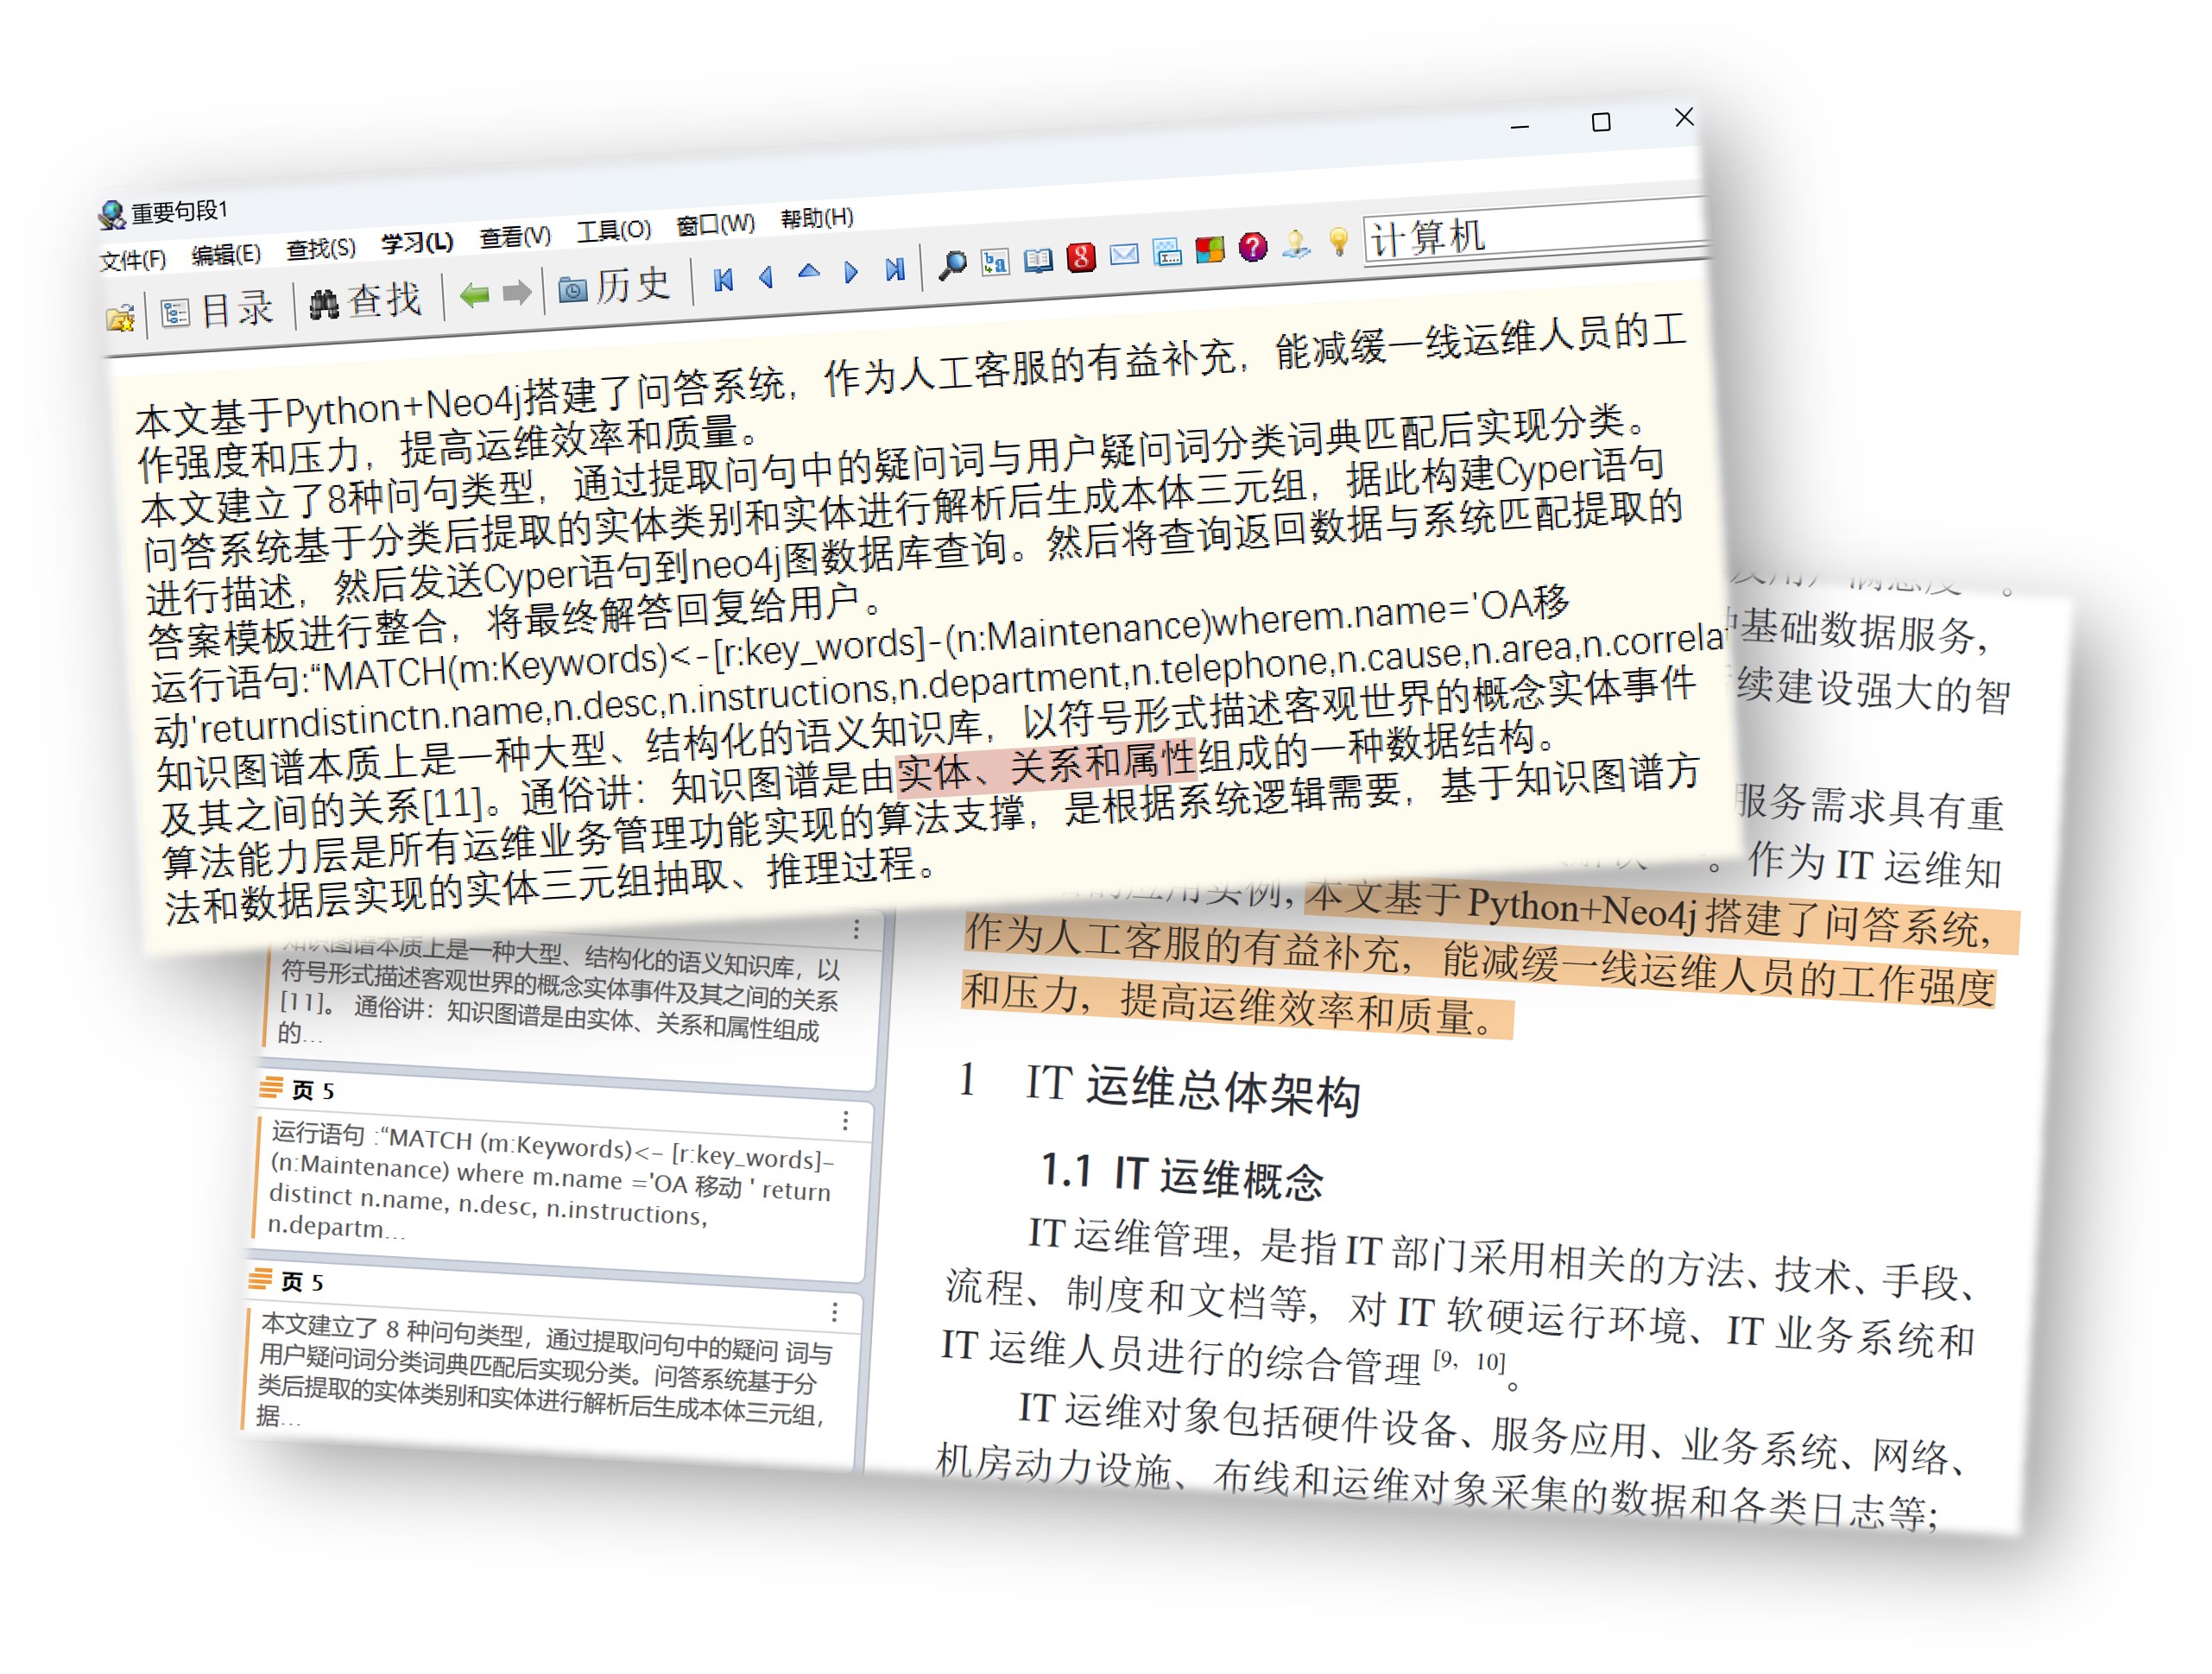 重要句段1
文件(F) 编辑(E) 查找(S) 学习(L) 查看(V) 工具(O) 窗口(W) 帮助(H)
目录 查找 历史 计算机
本文基于Python+Neo4j搭建了问答系统，作为人工客服的有益补充，能减缓一线运维人员的工
作强度和压力，提高运维效率和质量。
本文建立了8种问句类型，通过提取问句中的疑问词与用户疑问词分类词典匹配后实现分类。
问答系统基于分类后提取的实体类别和实体进行解析后生成本体三元组，据此构建Cyper语句
进行描述，然后发送Cyper语句到neo4j图数据库查询。然后将查询返回数据与系统匹配提取的
答案模板进行整合，将最终解答回复给用户。
运行语句:“MATCH(m:Keywords)<-[r:key_words]-(n:Maintenance)wherem.name='OA移
动'returndistinctn.name,n.desc,n.instructions,n.department,n.telephone,n.cause,n.area,n.correlat
知识图谱本质上是一种大型、结构化的语义知识库，以符号形式描述客观世界的概念实体事件
及其之间的关系[11]。通俗讲：知识图谱是由实体、关系和属性组成的一种数据结构。
算法能力层是所有运维业务管理功能实现的算法支撑，是根据系统逻辑需要，基于知识图谱方
法和数据层实现的实体三元组抽取、推理过程。
知识图谱本质上是一种大型、结构化的语义知识库，以
符号形式描述客观世界的概念实体事件及其之间的关系
[11]。 通俗讲：知识图谱是由实体、关系和属性组成
的...
页 5
运行语句 :“MATCH (m:Keywords)<- [r:key_words]-
(n:Maintenance) where m.name ='OA 移动 ' return
distinct n.name, n.desc, n.instructions,
n.departm...
页 5
本文建立了 8 种问句类型，通过提取问句中的疑问 词与
用户疑问词分类词典匹配后实现分类。问答系统基于分
类后提取的实体类别和实体进行解析后生成本体三元组，
据...
基础数据服务，
续建设强大的智
服务需求具有重
。作为 IT 运维知
的应用实例，本文基于 Python+Neo4j 搭建了问答系统，
作为人工客服的有益补充，能减缓一线运维人员的工作强度
和压力，提高运维效率和质量。
1 IT 运维总体架构
1.1 IT 运维概念
IT 运维管理，是指 IT 部门采用相关的方法、技术、手段、
流程、制度和文档等，对 IT 软硬运行环境、IT 业务系统和
IT 运维人员进行的综合管理 [9，10]。
IT 运维对象包括硬件设备、服务应用、业务系统、网络、
机房动力设施、布线和运维对象采集的数据和各类日志等；